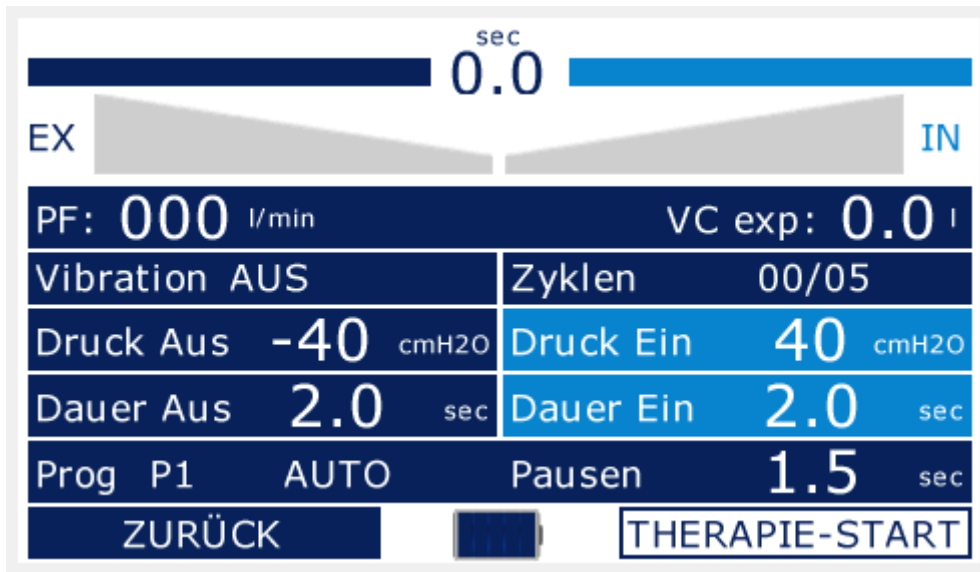 sec
0.0
EX IN
PF: 000 l/min VC exp: 0.0 l
Vibration AUS Zyklen 00/05
Druck Aus -40 cmH2O Druck Ein 40 cmH2O
Dauer Aus 2.0 sec Dauer Ein 2.0 sec
Prog P1 AUTO Pausen 1.5 sec
ZURÜCK THERAPIE-START